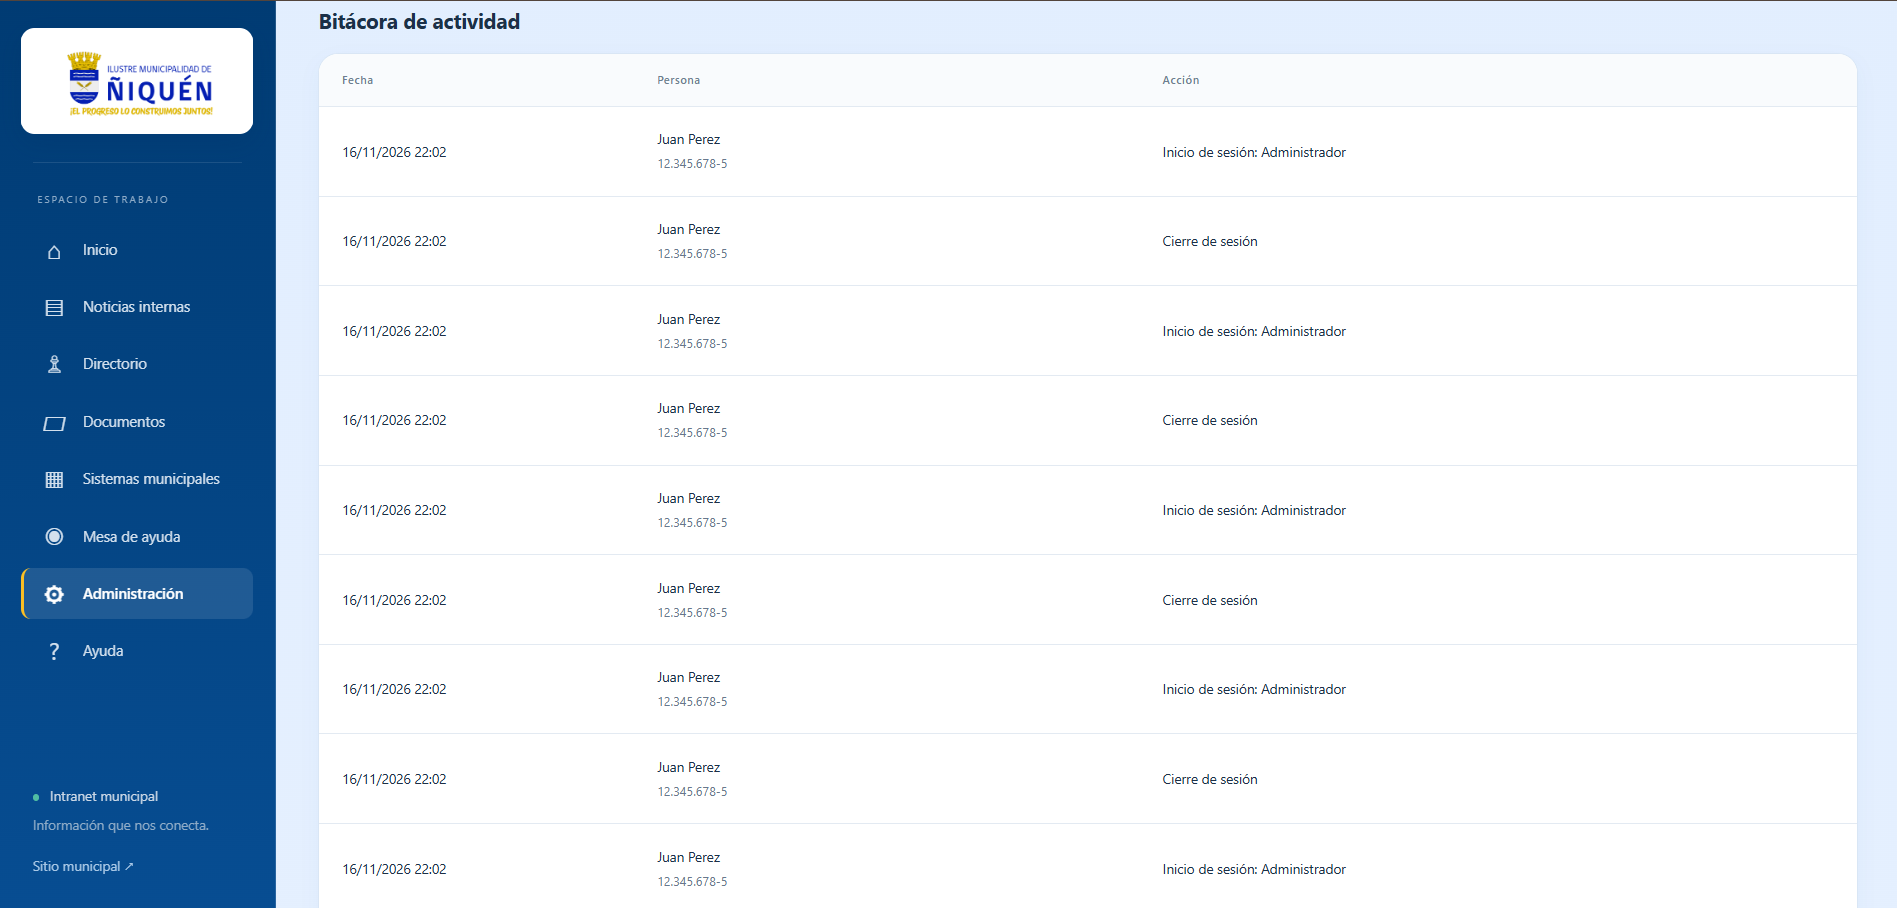 ILUSTRE MUNICIPALIDAD DE
ÑIQUÉN
¡EL PROGRESO LO CONSTRUIMOS JUNTOS!
ESPACIO DE TRABAJO
Inicio
Noticias internas
Directorio
Documentos
Sistemas municipales
Mesa de ayuda
Administración
? Ayuda
Intranet municipal
Información que nos conecta.
Sitio municipal ↗
Bitácora de actividad
Fecha Persona Acción
16/11/2026 22:02 Juan Perez Inicio de sesión: Administrador
12.345.678-5
16/11/2026 22:02 Juan Perez Cierre de sesión
12.345.678-5
16/11/2026 22:02 Juan Perez Inicio de sesión: Administrador
12.345.678-5
16/11/2026 22:02 Juan Perez Cierre de sesión
12.345.678-5
16/11/2026 22:02 Juan Perez Inicio de sesión: Administrador
12.345.678-5
16/11/2026 22:02 Juan Perez Cierre de sesión
12.345.678-5
16/11/2026 22:02 Juan Perez Inicio de sesión: Administrador
12.345.678-5
16/11/2026 22:02 Juan Perez Cierre de sesión
12.345.678-5
16/11/2026 22:02 Juan Perez Inicio de sesión: Administrador
12.345.678-5